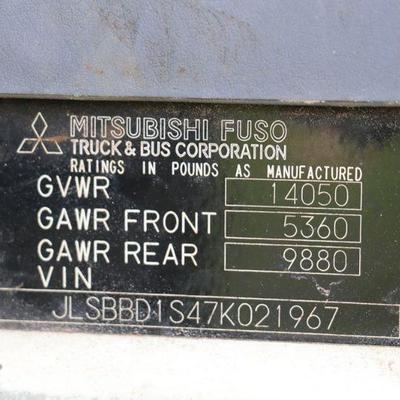 MITSUBISHI FUSO
TRUCK & BUS CORPORATION
RATINGS IN POUNDS AS MANUFACTURED
GVWR 14050
GAWR FRONT 5360
GAWR REAR 9880
VIN
JLSBBD1S47K021967